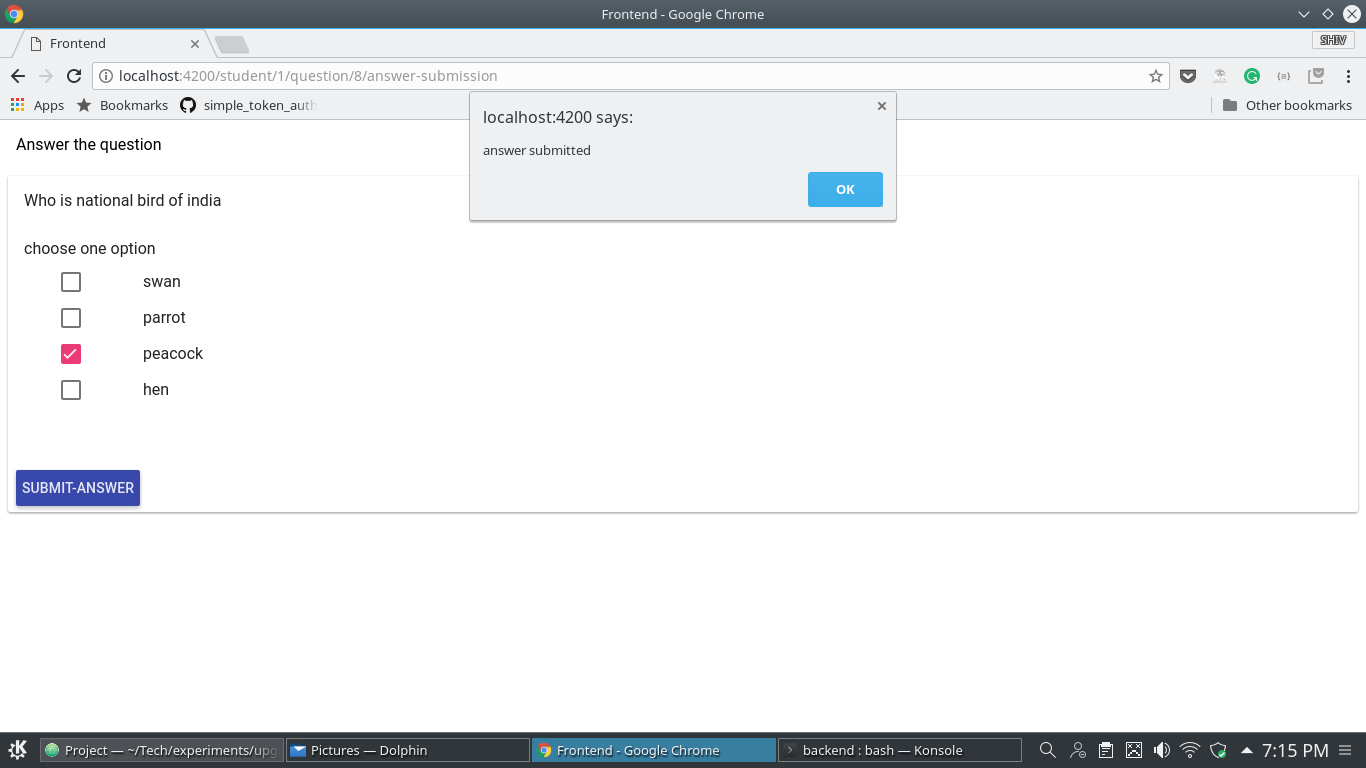 Frontend - Google Chrome
Frontend
SHIV
localhost:4200/student/1/question/8/answer-submission
Apps
Bookmarks
simple_token_auth
Other bookmarks
localhost:4200 says:
answer submitted
OK
Answer the question
Who is national bird of india
choose one option
swan
parrot
peacock
hen
SUBMIT-ANSWER
Project — ~/Tech/experiments/upg
Pictures — Dolphin
Frontend - Google Chrome
backend : bash — Konsole
7:15 PM